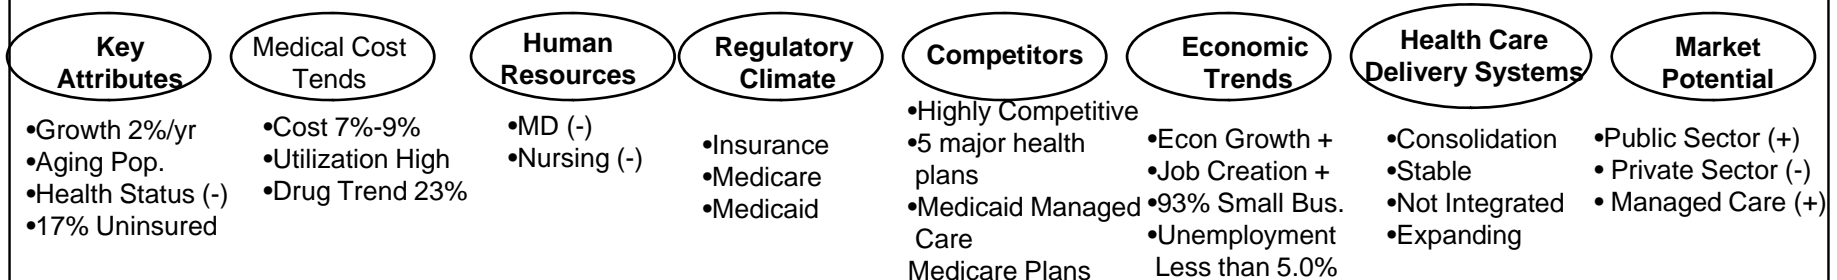 Key
Attributes
•Growth 2%/yr
•Aging Pop.
•Health Status (-)
•17% Uninsured
Medical Cost
Tends
•Cost 7%-9%
•Utilization High
•Drug Trend 23%
Human
Resources
•MD (-)
•Nursing (-)
Regulatory
Climate
•Insurance
•Medicare
•Medicaid
Competitors
•Highly Competitive
•5 major health
plans
•Medicaid Managed
Care
Medicare Plans
Economic
Trends
•Econ Growth +
•Job Creation +
•93% Small Bus.
•Unemployment
Less than 5.0%
Health Care
Delivery Systems
•Consolidation
•Stable
•Not Integrated
•Expanding
Market
Potential
•Public Sector (+)
• Private Sector (-)
• Managed Care (+)